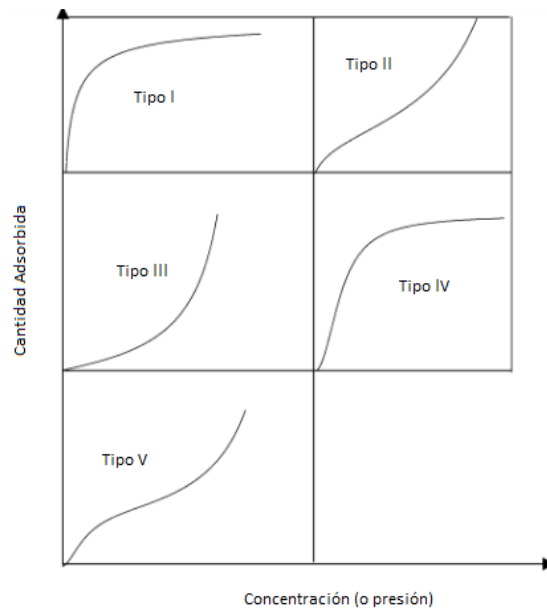 Tipo I
Tipo II
Tipo III
Tipo IV
Tipo V
Cantidad Adsorbida
Concentración (o presión)